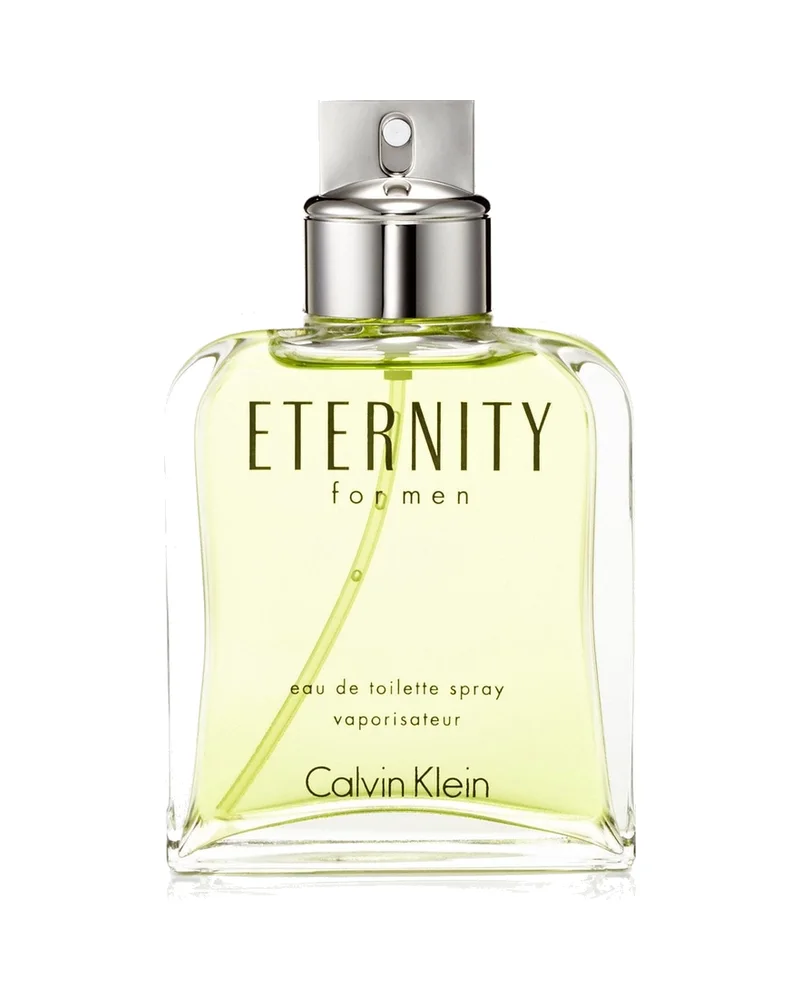 ETERNITY
for men
eau de toilette spray
vaporisateur
Calvin Klein